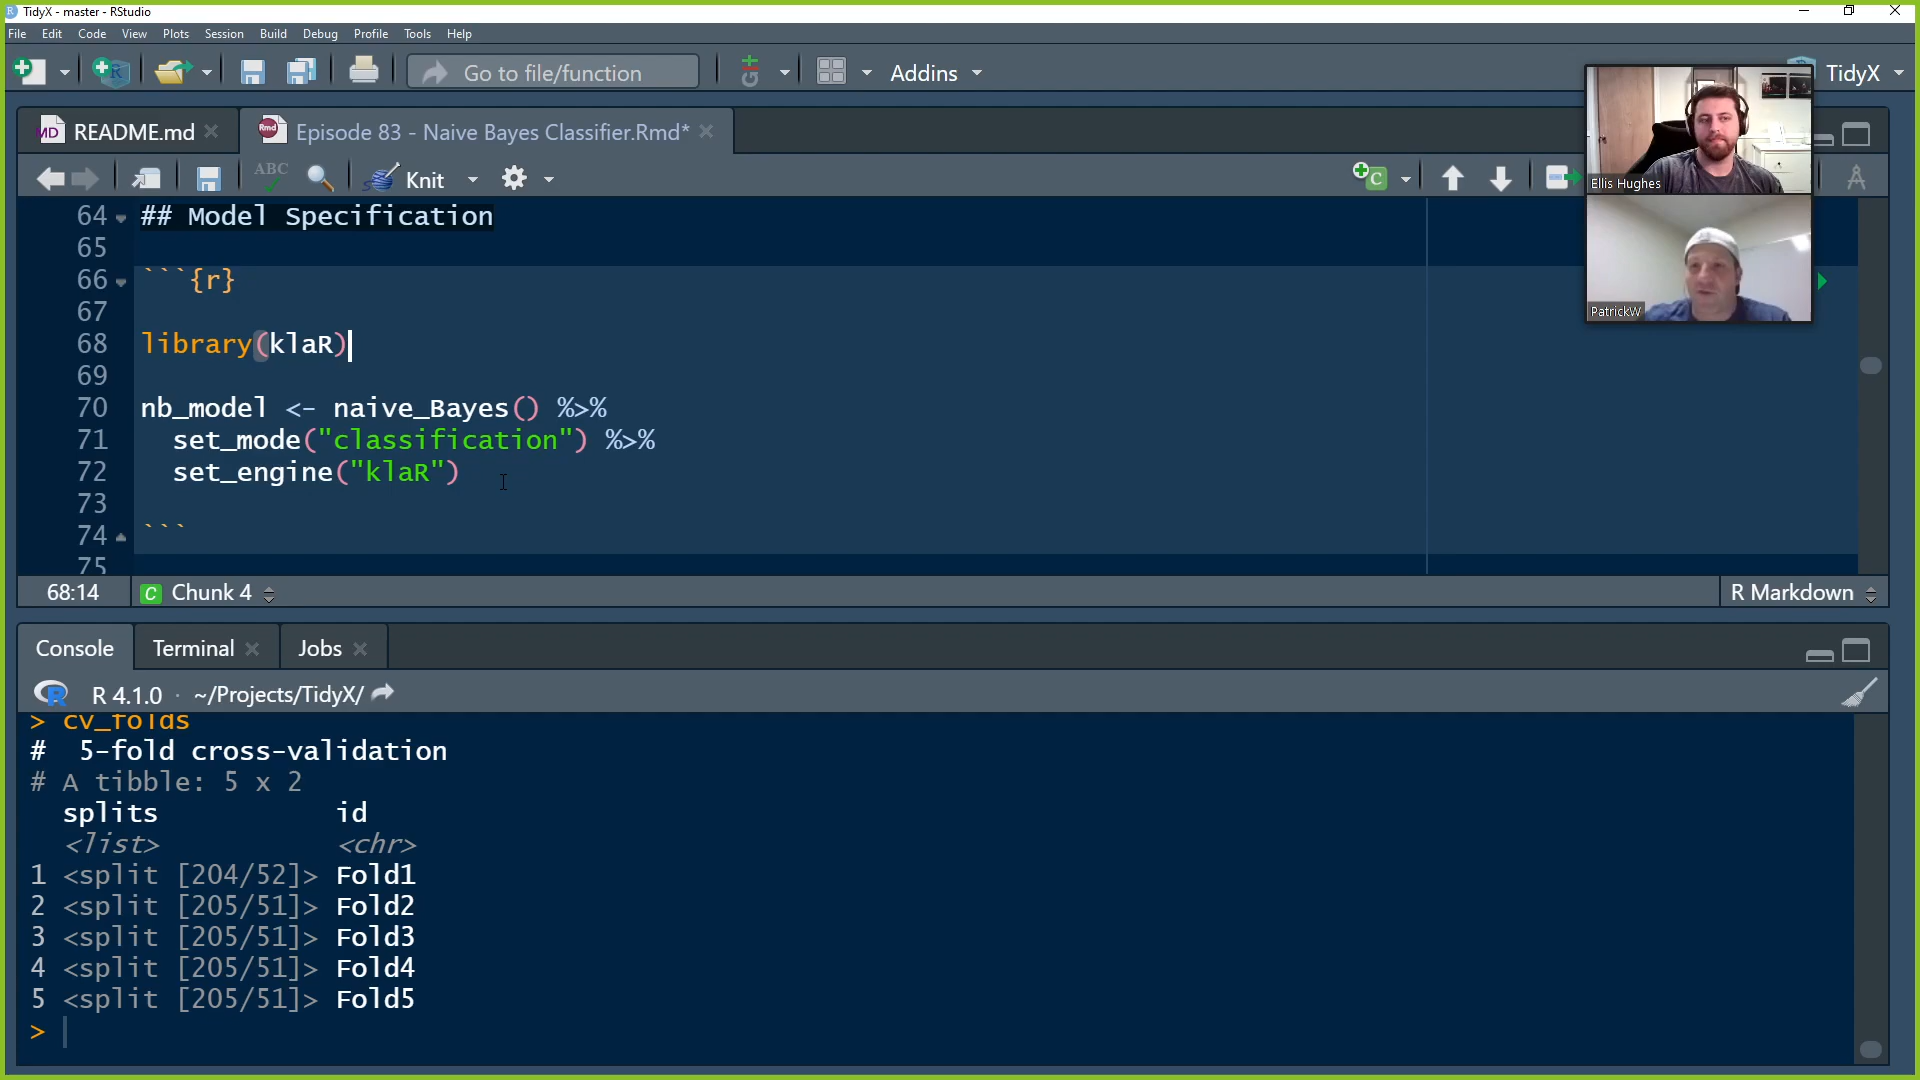 TidyX - master - RStudio
File Edit Code View Plots Session Build Debug Profile Tools Help
Go to file/function Addins TidyX
README.md Episode 83 - Naive Bayes Classifier.Rmd*
ABC Knit
Ellis Hughes
PatrickW
64 ## Model Specification
65
66 ```{r}
67
68 library(klaR)
69
70 nb_model <- naive_Bayes() %>%
71 set_mode("classification") %>%
72 set_engine("klaR")
73
74 ```
75
68:14 C Chunk 4 R Markdown
Console Terminal Jobs
R 4.1.0 · ~/Projects/TidyX/
> cv_folds
# 5-fold cross-validation
# A tibble: 5 x 2
splits id
<list> <chr>
1 <split [204/52]> Fold1
2 <split [205/51]> Fold2
3 <split [205/51]> Fold3
4 <split [205/51]> Fold4
5 <split [205/51]> Fold5
>